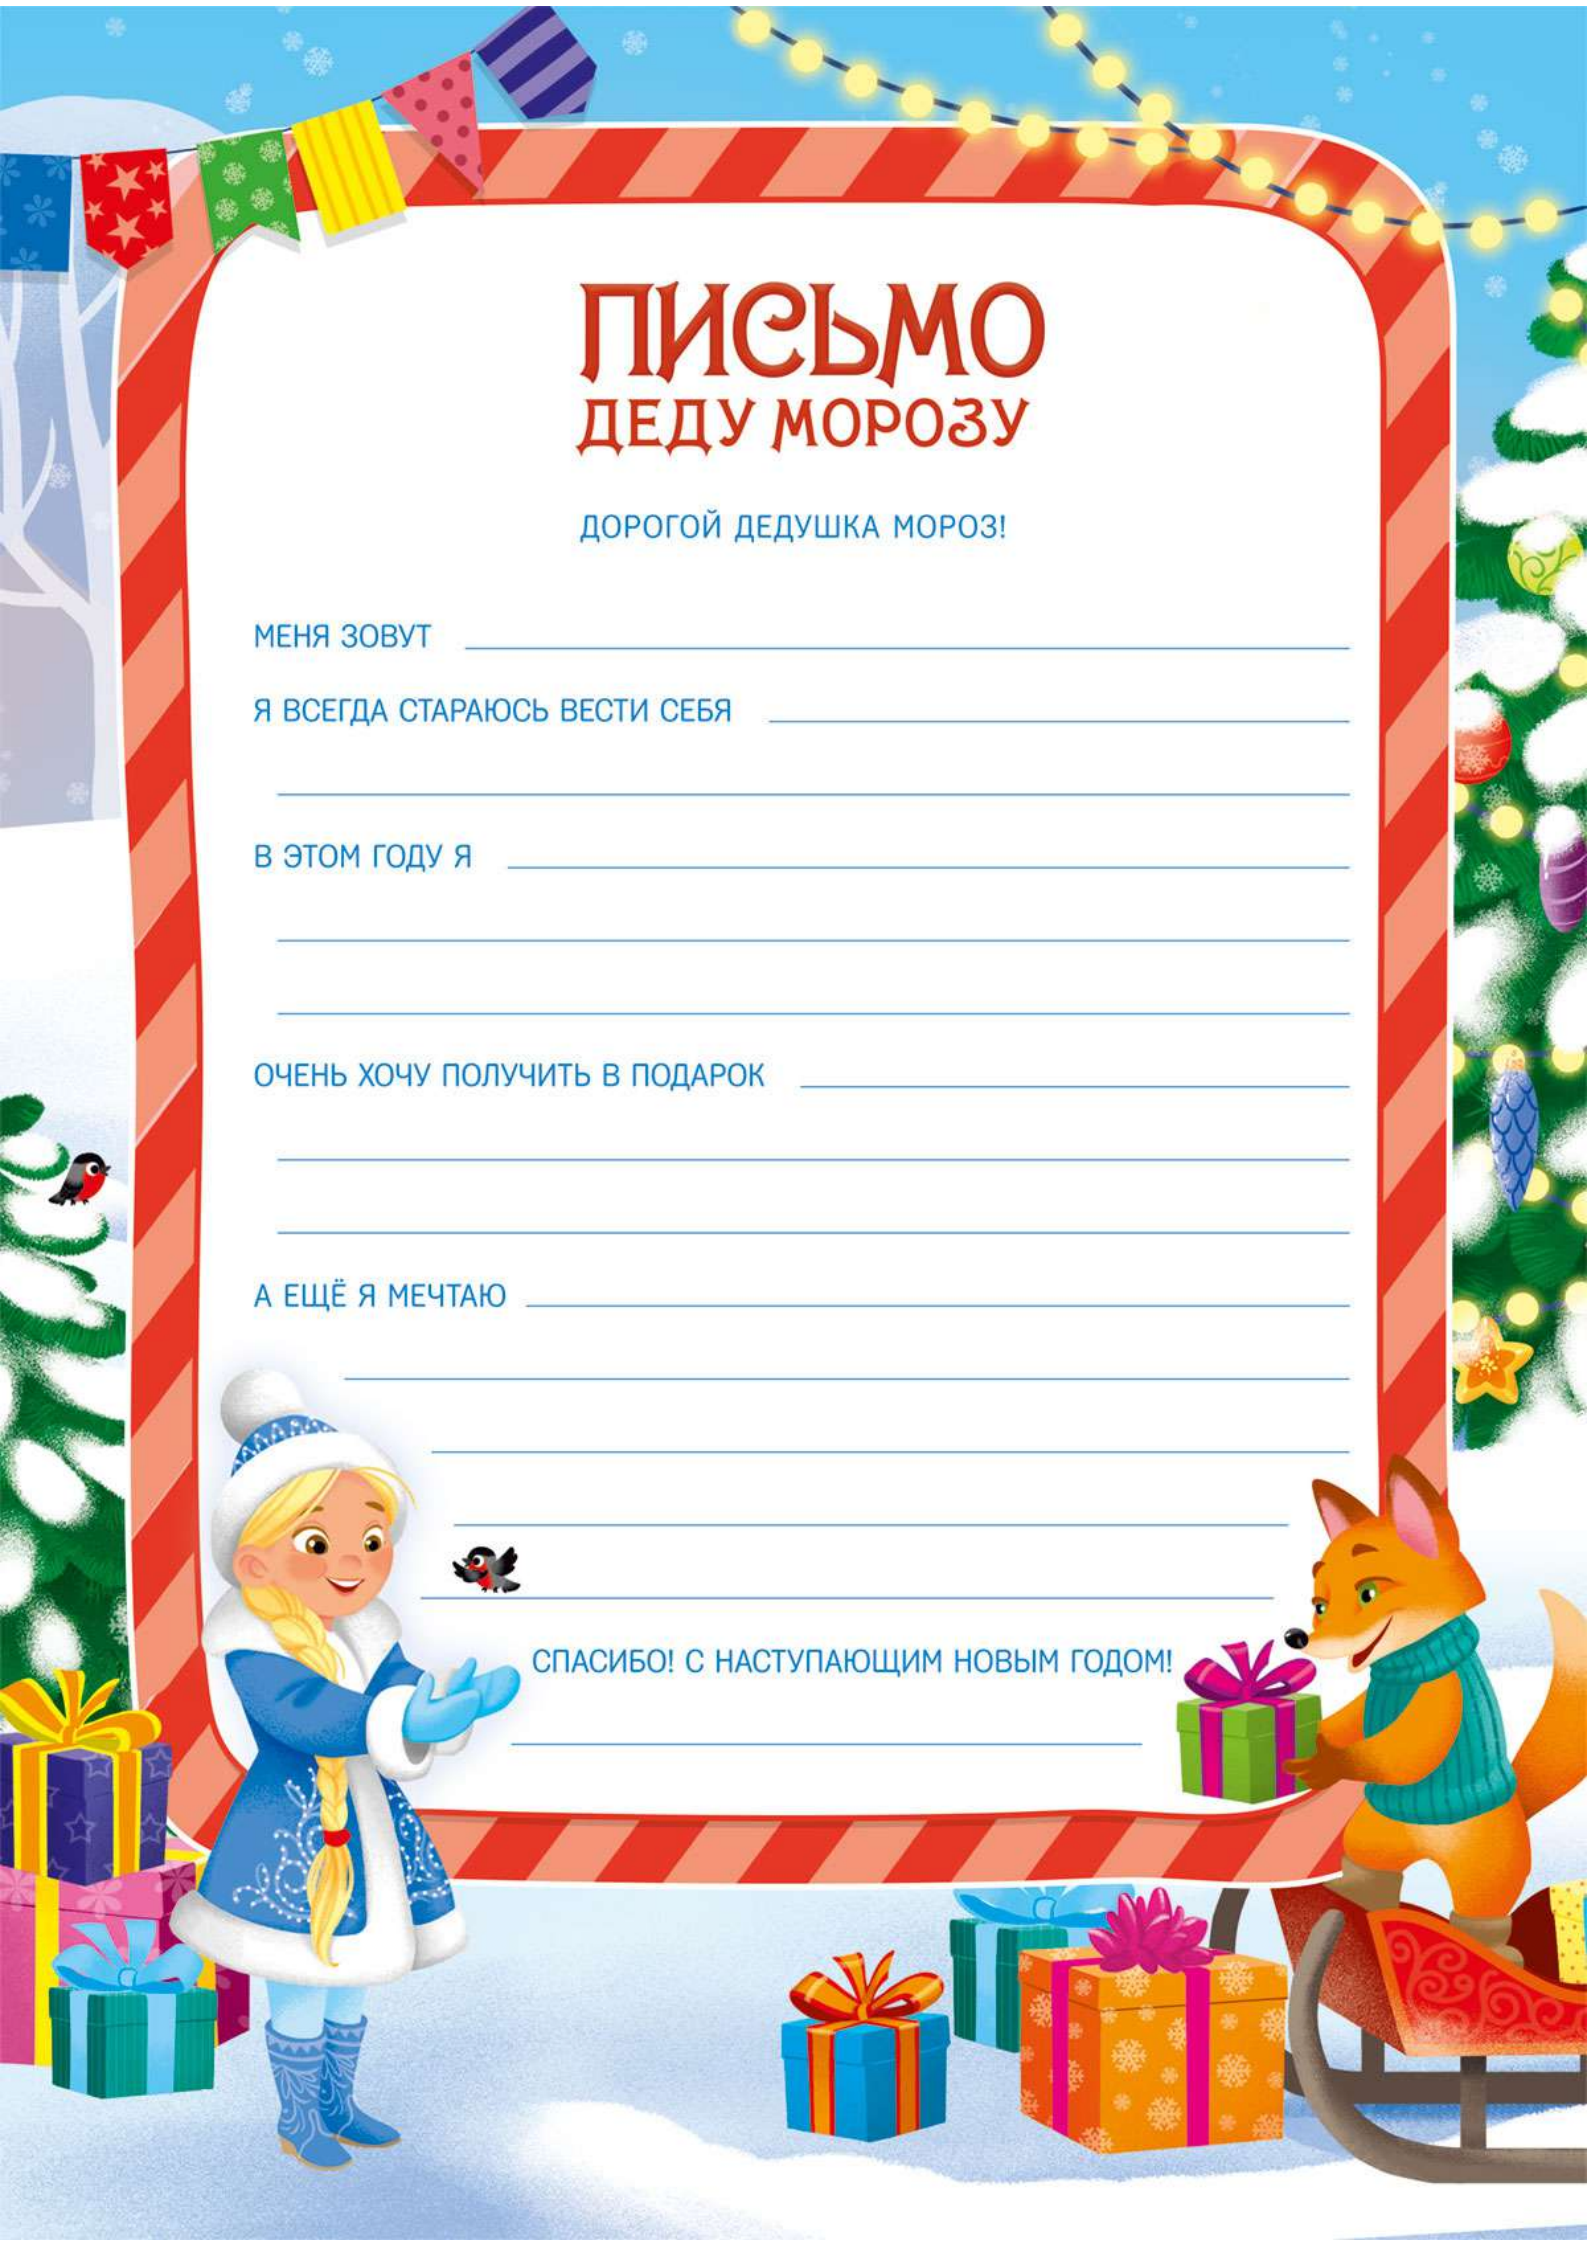 ПИСЬМО
ДЕДУ МОРОЗУ
ДОРОГОЙ ДЕДУШКА МОРОЗ!
МЕНЯ ЗОВУТ
Я ВСЕГДА СТАРАЮСЬ ВЕСТИ СЕБЯ
В ЭТОМ ГОДУ Я
ОЧЕНЬ ХОЧУ ПОЛУЧИТЬ В ПОДАРОК
А ЕЩЁ Я МЕЧТАЮ
СПАСИБО! С НАСТУПАЮЩИМ НОВЫМ ГОДОМ!